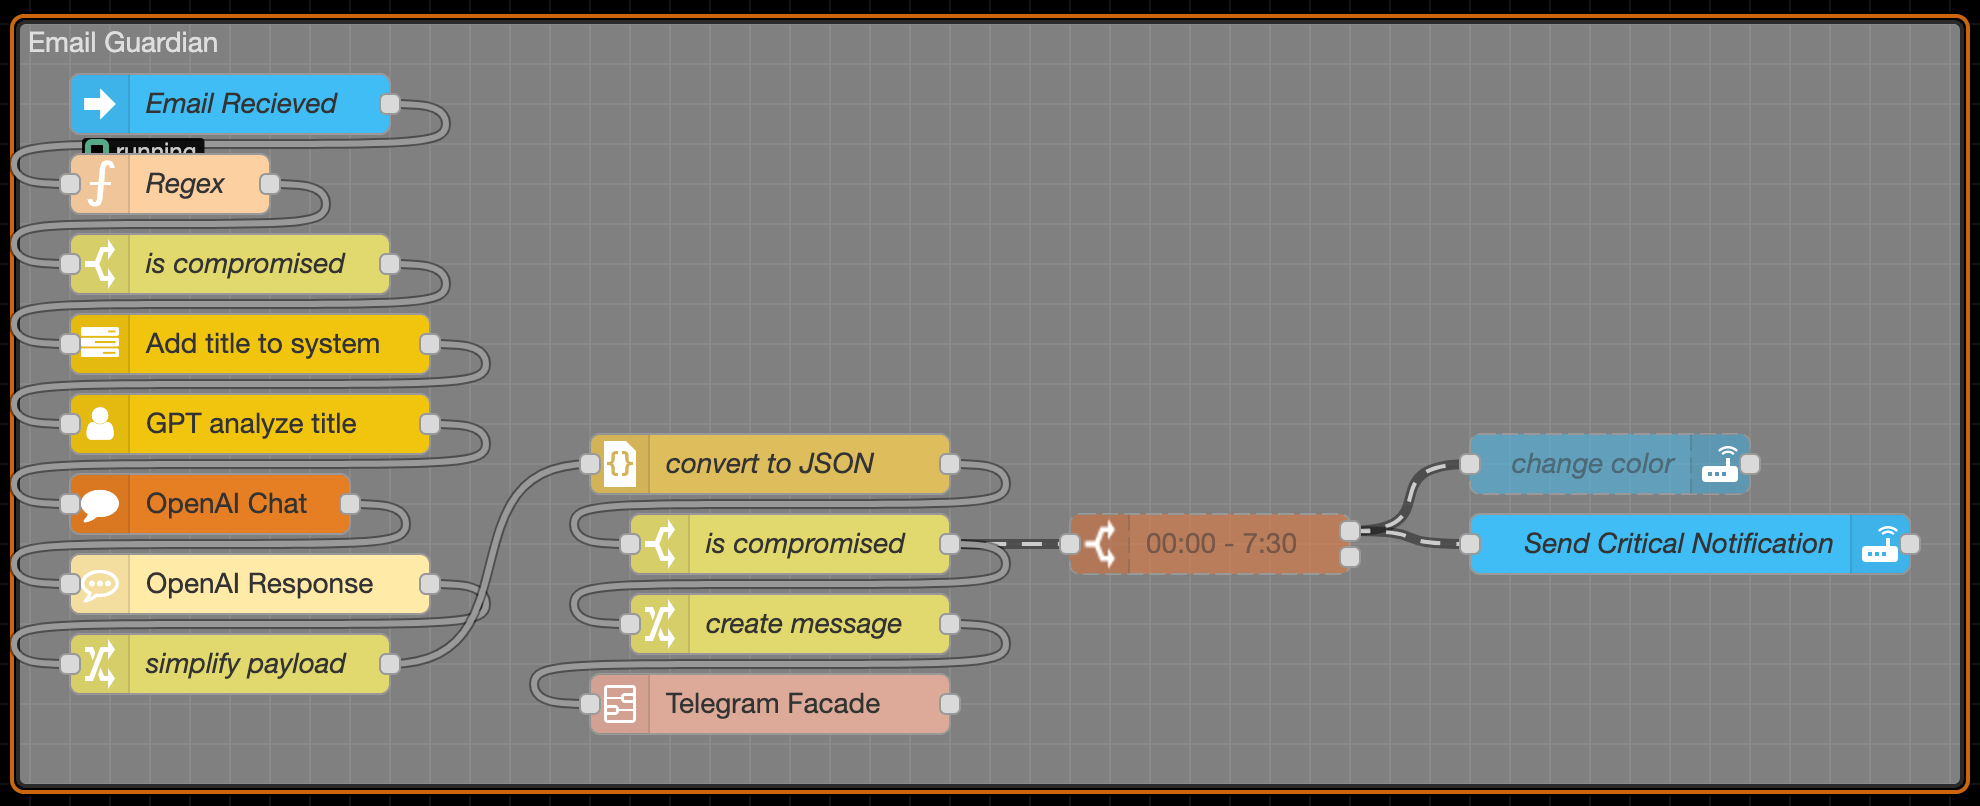 Email Guardian
Email Recieved
running
Regex
is compromised
Add title to system
GPT analyze title
OpenAI Chat
OpenAI Response
simplify payload
convert to JSON
is compromised
create message
Telegram Facade
00:00 - 7:30
change color
Send Critical Notification